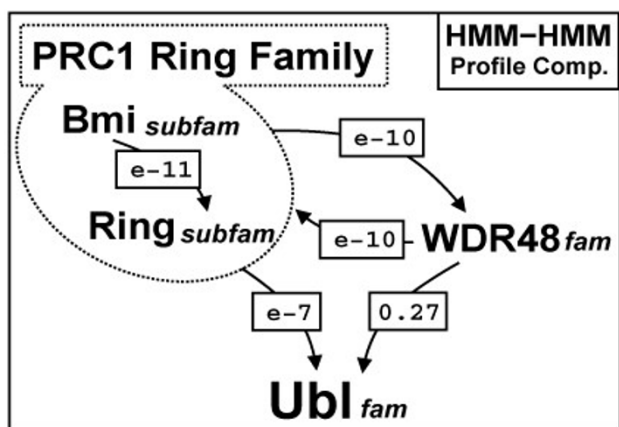 PRC1 Ring Family
HMM–HMM
Profile Comp.
Bmi subfam
e-10
e-11
Ring subfam
e-10
WDR48 fam
e-7
0.27
Ubl fam